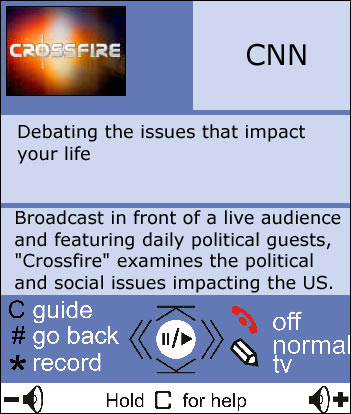 CROSSFIRE
CNN
Debating the issues that impact
your life
Broadcast in front of a live audience
and featuring daily political guests,
"Crossfire" examines the political
and social issues impacting the US.
C guide
# go back
* record
off
normal
tv
Hold C for help